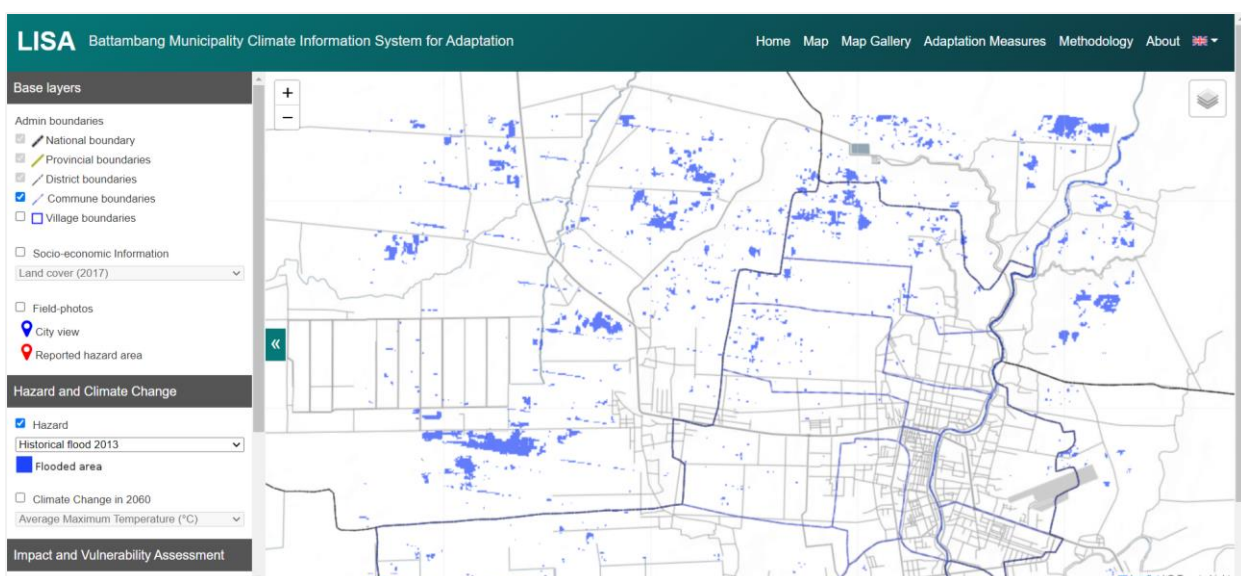 LISA Battambang Municipality Climate Information System for Adaptation
Home Map Map Gallery Adaptation Measures Methodology About
Base layers
Admin boundaries
National boundary
Provincial boundaries
District boundaries
Commune boundaries
Village boundaries
Socio-economic Information
Land cover (2017)
Field-photos
City view
Reported hazard area
Hazard and Climate Change
Hazard
Historical flood 2013
Flooded area
Climate Change in 2060
Average Maximum Temperature (°C)
Impact and Vulnerability Assessment
+
−
«